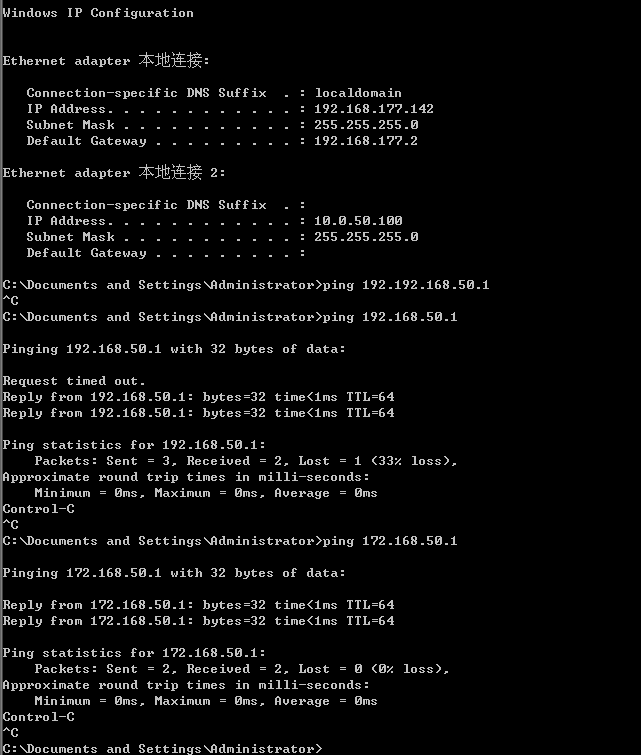 Windows IP Configuration
Ethernet adapter 本地连接:
Connection-specific DNS Suffix  . : localdomain
IP Address. . . . . . . . . . . . : 192.168.177.142
Subnet Mask . . . . . . . . . . . : 255.255.255.0
Default Gateway . . . . . . . . . : 192.168.177.2
Ethernet adapter 本地连接 2:
Connection-specific DNS Suffix  . :
IP Address. . . . . . . . . . . . : 10.0.50.100
Subnet Mask . . . . . . . . . . . : 255.255.255.0
Default Gateway . . . . . . . . . :
C:\Documents and Settings\Administrator>ping 192.192.168.50.1
^C
C:\Documents and Settings\Administrator>ping 192.168.50.1
Pinging 192.168.50.1 with 32 bytes of data:
Request timed out.
Reply from 192.168.50.1: bytes=32 time<1ms TTL=64
Reply from 192.168.50.1: bytes=32 time<1ms TTL=64
Ping statistics for 192.168.50.1:
Packets: Sent = 3, Received = 2, Lost = 1 (33% loss),
Approximate round trip times in milli-seconds:
Minimum = 0ms, Maximum = 0ms, Average = 0ms
Control-C
^C
C:\Documents and Settings\Administrator>ping 172.168.50.1
Pinging 172.168.50.1 with 32 bytes of data:
Reply from 172.168.50.1: bytes=32 time<1ms TTL=64
Reply from 172.168.50.1: bytes=32 time<1ms TTL=64
Ping statistics for 172.168.50.1:
Packets: Sent = 2, Received = 2, Lost = 0 (0% loss),
Approximate round trip times in milli-seconds:
Minimum = 0ms, Maximum = 0ms, Average = 0ms
Control-C
^C
C:\Documents and Settings\Administrator>